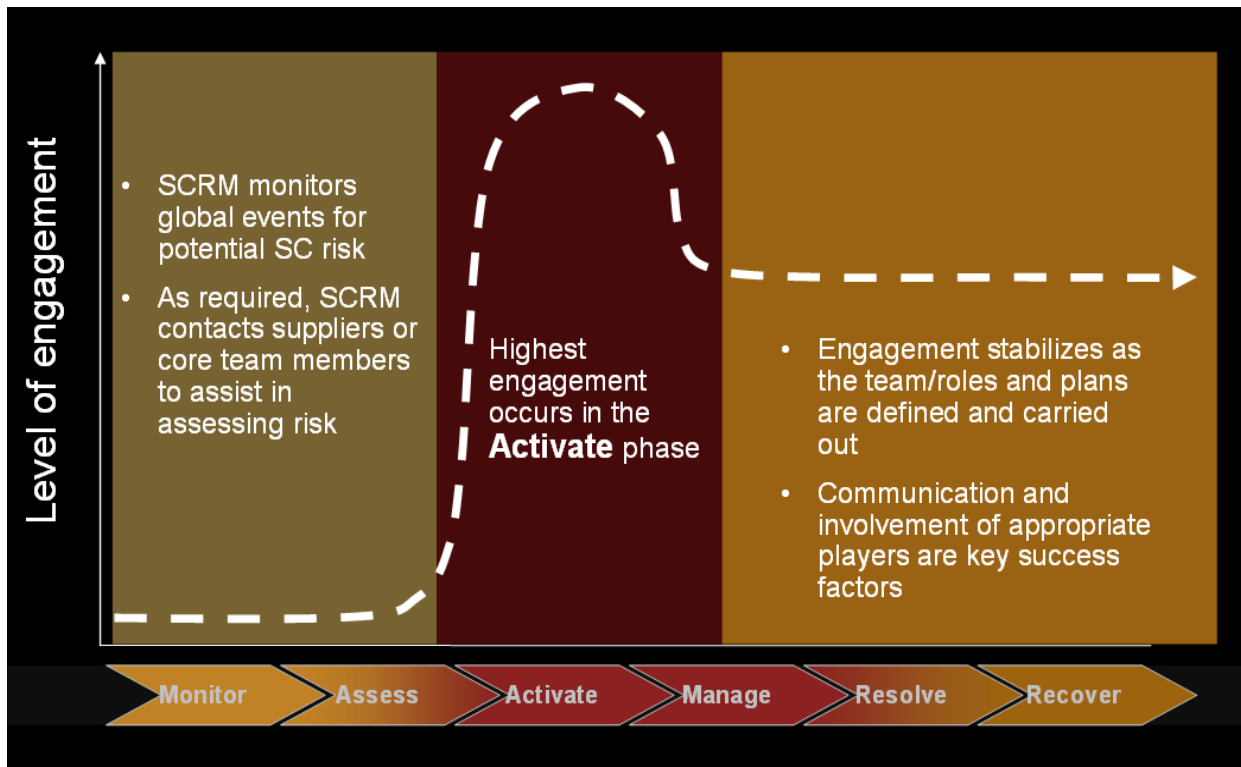 Level of engagement
• SCRM monitors
global events for
potential SC risk
• As required, SCRM
contacts suppliers or
core team members
to assist in
assessing risk
Highest
engagement
occurs in the
Activate phase
• Engagement stabilizes as
the team/roles and plans
are defined and carried
out
• Communication and
involvement of appropriate
players are key success
factors
Monitor
Assess
Activate
Manage
Resolve
Recover